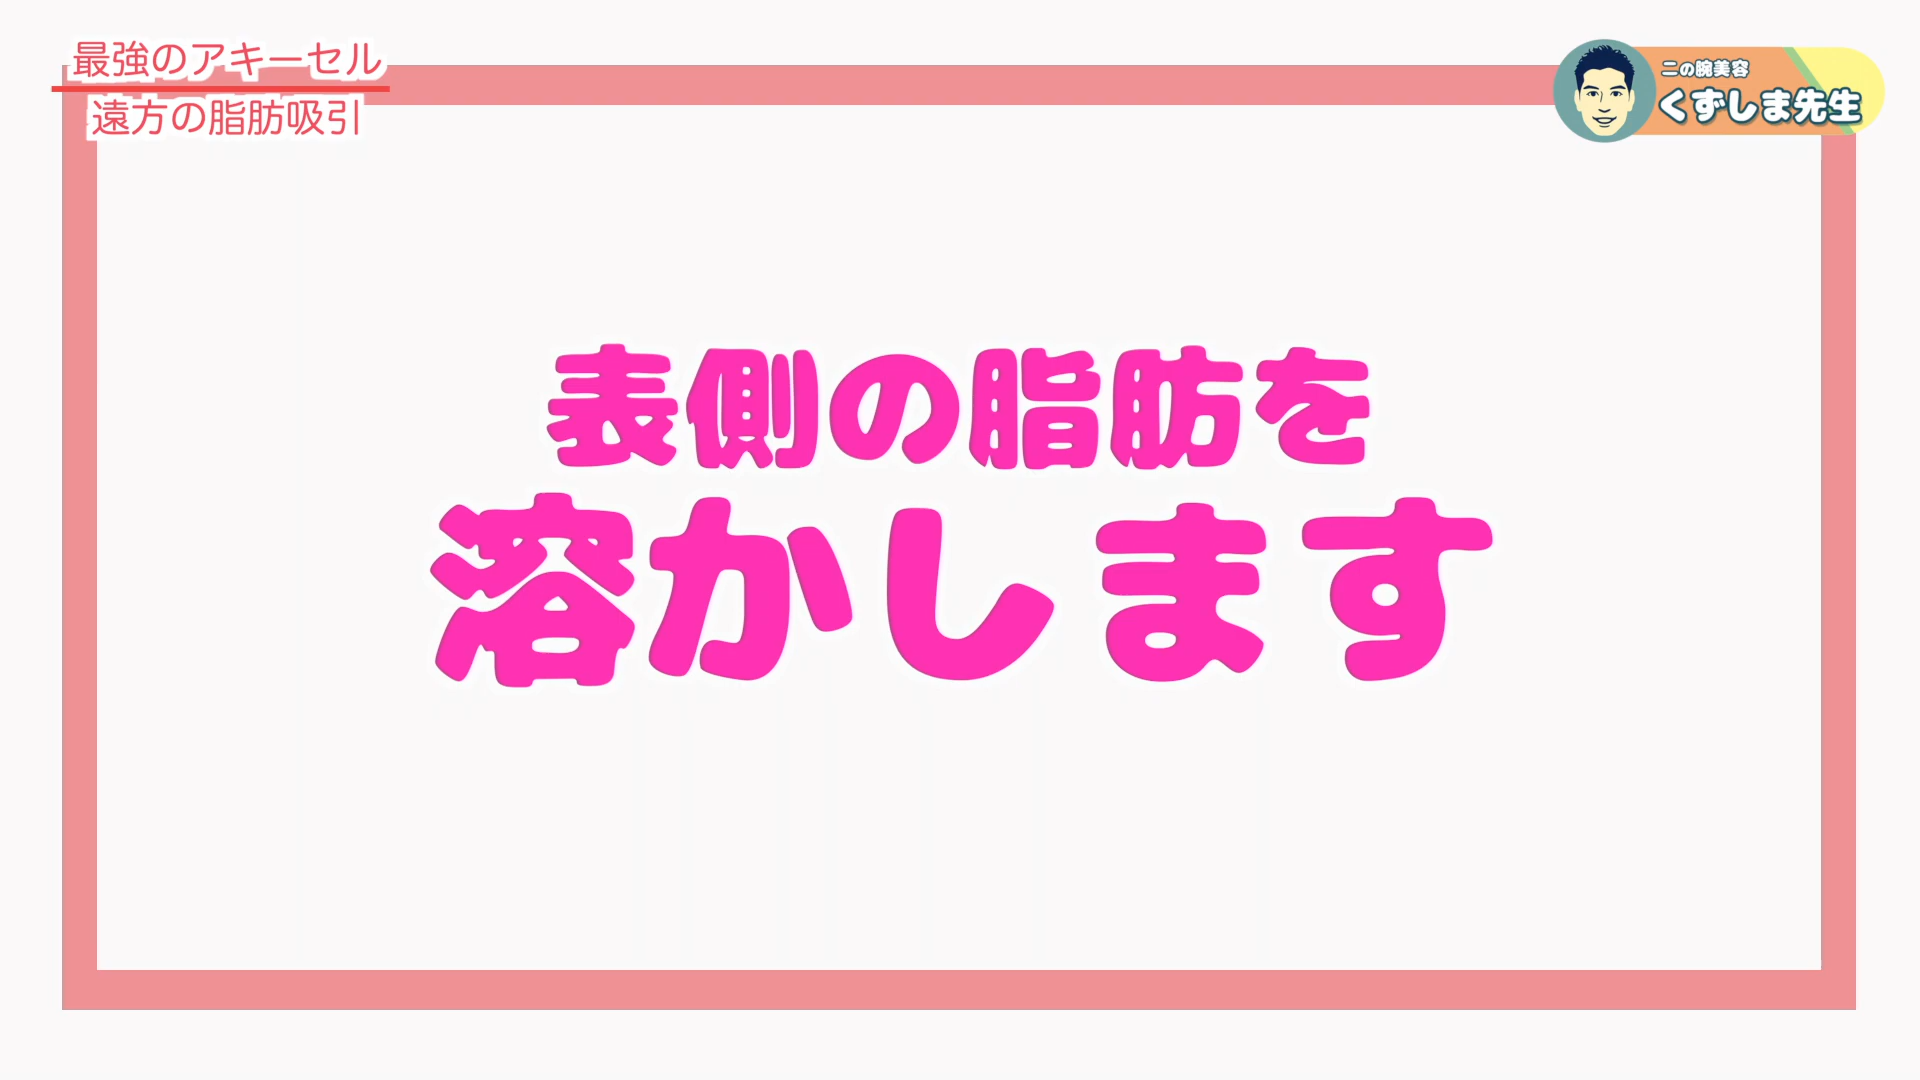 最強のアキーセル
遠方の脂肪吸引
二の腕美容
くずしま先生
表側の脂肪を
溶かします